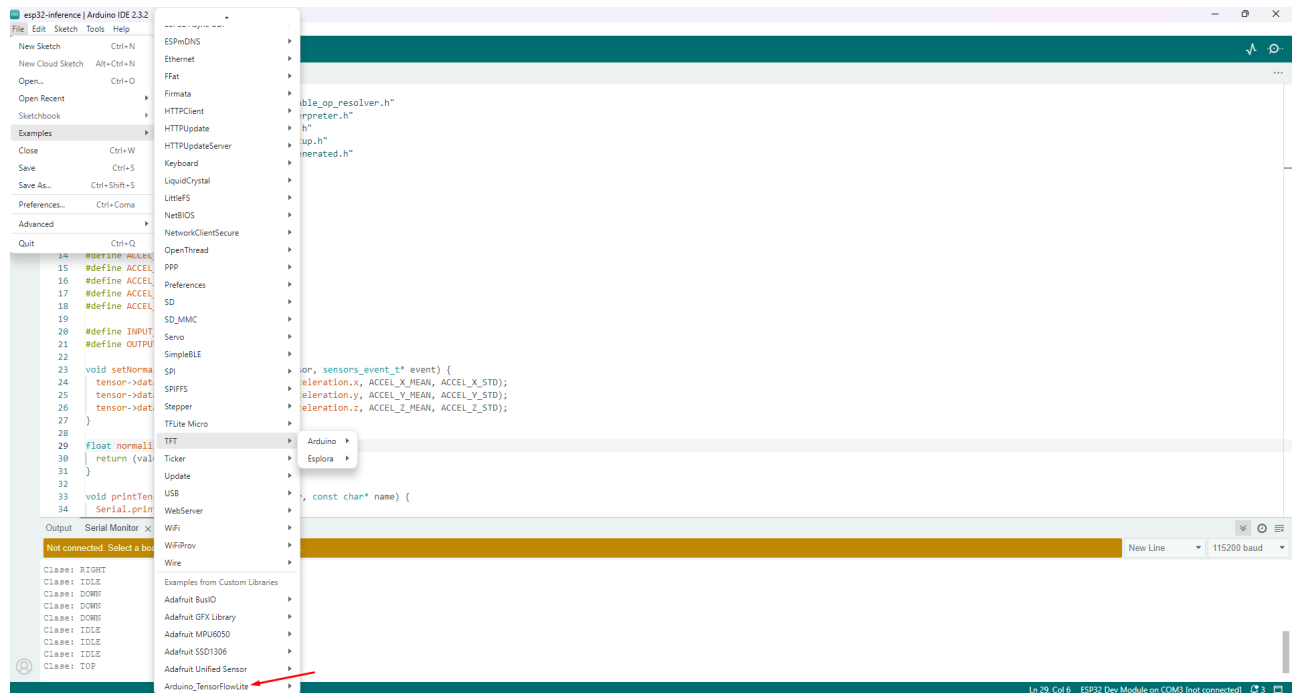 esp32-inference | Arduino IDE 2.3.2
File Edit Sketch Tools Help
New Sketch Ctrl+N
New Cloud Sketch Alt+Ctrl+N
Open... Ctrl+O
Open Recent
Sketchbook
Examples
Close Ctrl+W
Save Ctrl+S
Save As... Ctrl+Shift+S
Preferences... Ctrl+Coma
Advanced
Quit Ctrl+Q
ESPmDNS
Ethernet
FFat
Firmata
HTTPClient
HTTPUpdate
HTTPUpdateServer
Keyboard
LiquidCrystal
LittleFS
NetBIOS
NetworkClientSecure
OpenThread
PPP
Preferences
SD
SD_MMC
Servo
SimpleBLE
SPI
SPIFFS
Stepper
TFLite Micro
TFT
Ticker
Update
USB
WebServer
WiFi
WiFiProv
Wire
Examples from Custom Libraries
Adafruit BusIO
Adafruit GFX Library
Adafruit MPU6050
Adafruit SSD1306
Adafruit Unified Sensor
Arduino_TensorFlowLite
Arduino
Esplora
ble_op_resolver.h"
erpreter.h"
h"
tup.h"
enerated.h"
14 #define ACCEL
15 #define ACCEL
16 #define ACCEL
17 #define ACCEL
18 #define ACCEL
19
20 #define INPUT
21 #define OUTPU
22
23 void setNorma sor, sensors_event_t* event) {
24 tensor->dat eleration.x, ACCEL_X_MEAN, ACCEL_X_STD);
25 tensor->dat eleration.y, ACCEL_Y_MEAN, ACCEL_Y_STD);
26 tensor->dat eleration.z, ACCEL_Z_MEAN, ACCEL_Z_STD);
27 }
28
29 float normali
30 return (val
31 }
32
33 void printTen , const char* name) {
34 Serial.prin
Output Serial Monitor
Not connected. Select a boa
New Line 115200 baud
Clase: RIGHT
Clase: IDLE
Clase: DOWN
Clase: DOWN
Clase: DOWN
Clase: IDLE
Clase: IDLE
Clase: IDLE
Clase: TOP
Ln 29, Col 6 ESP32 Dev Module on COM3 [not connected] 3